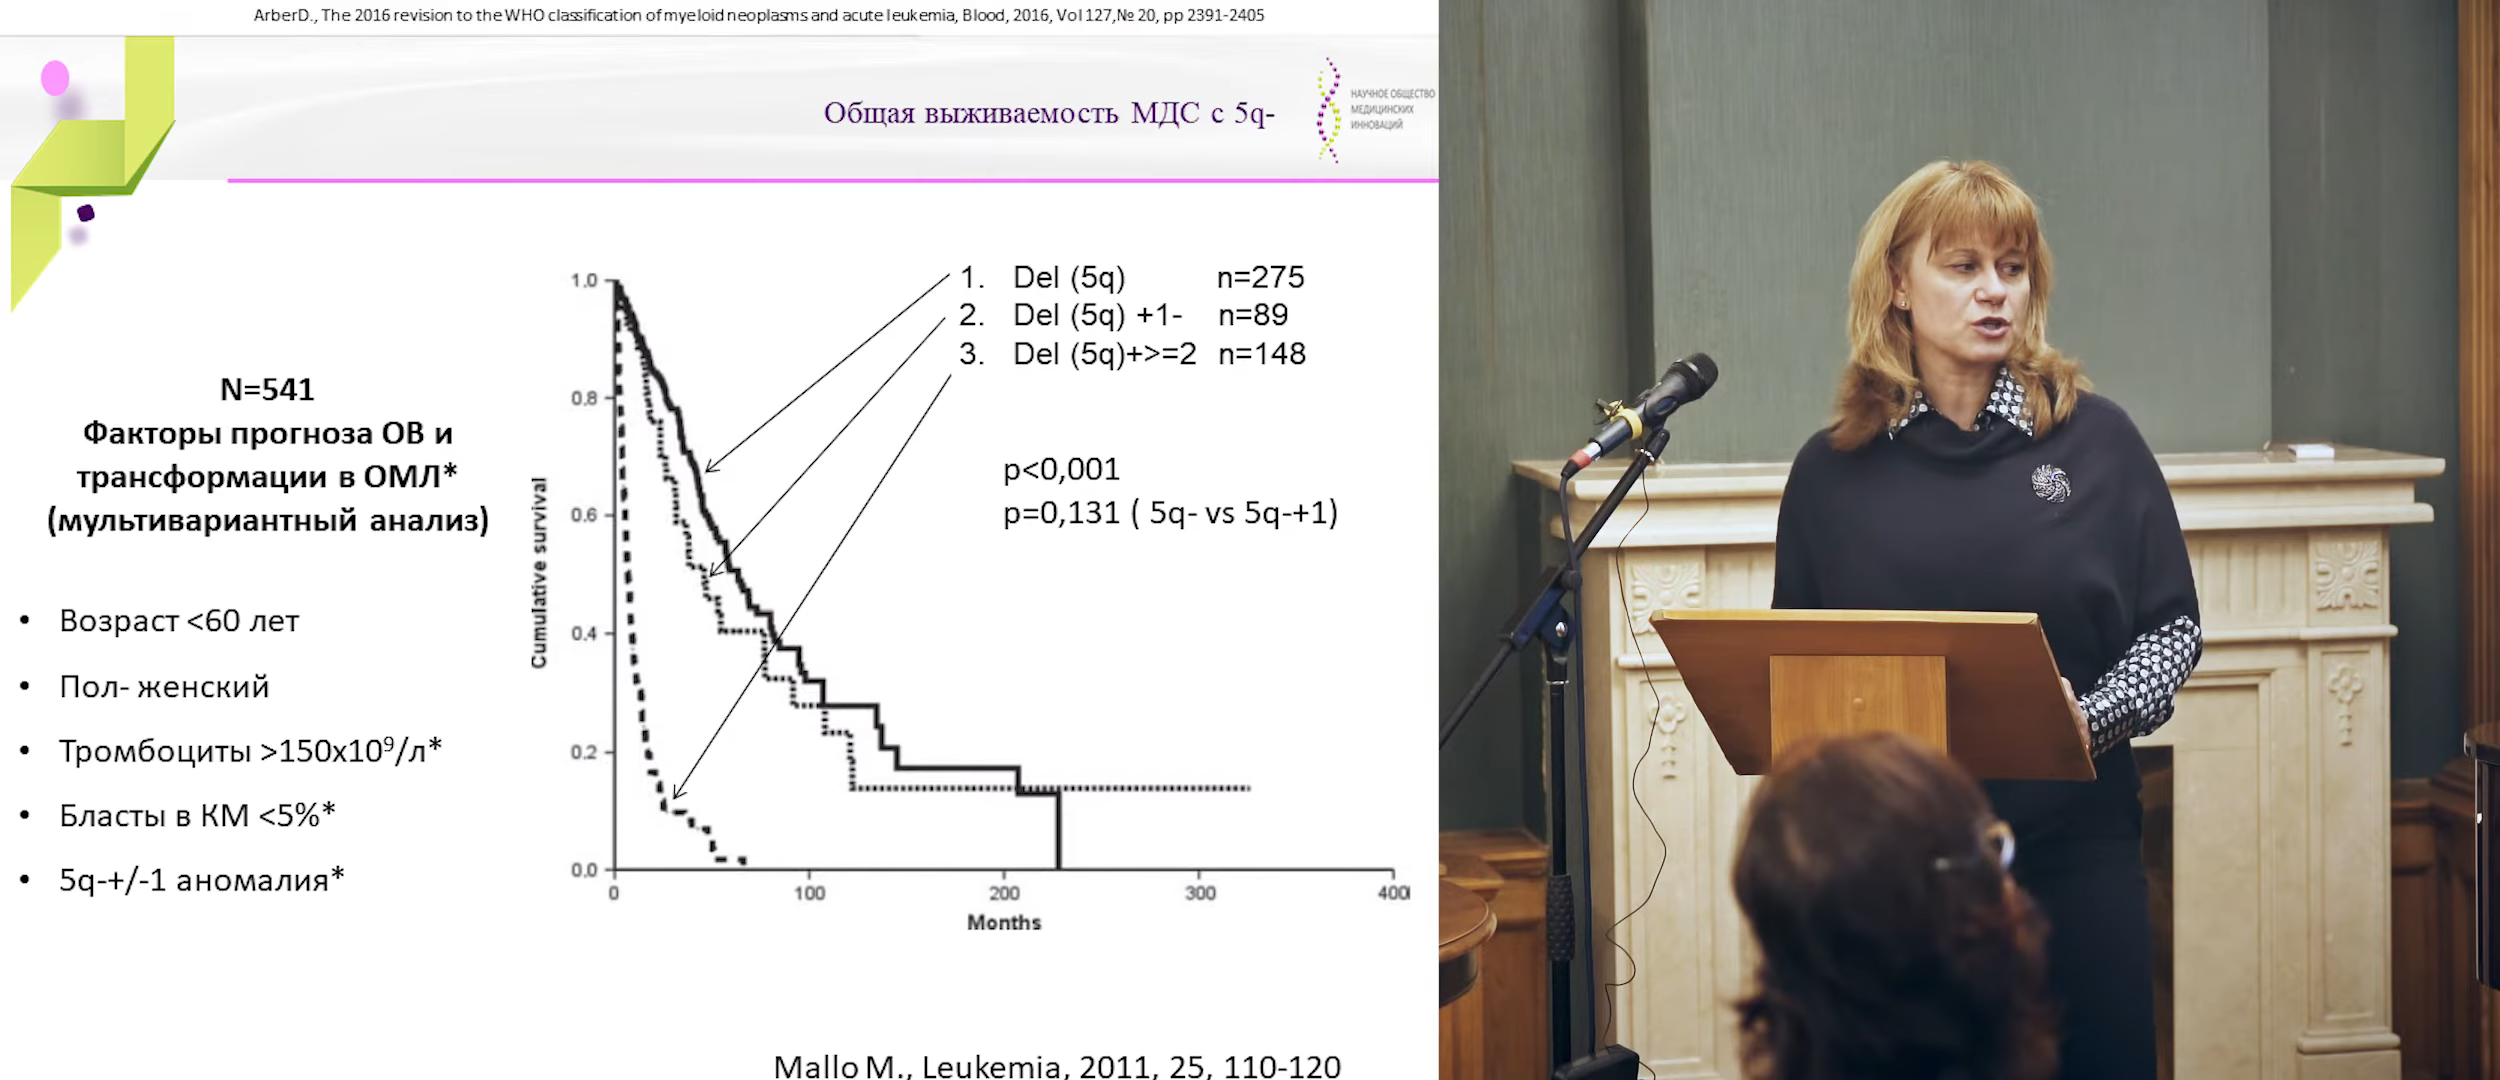 ArberD., The 2016 revision to the WHO classification of myeloid neoplasms and acute leukemia, Blood, 2016, Vol 127,№ 20, pp 2391-2405
Общая выживаемость МДС с 5q-
НАУЧНОЕ ОБЩЕСТВО
МЕДИЦИНСКИХ
ИННОВАЦИЙ
N=541
Факторы прогноза ОВ и
трансформации в ОМЛ*
(мультивариантный анализ)
• Возраст <60 лет
• Пол- женский
• Тромбоциты >150x10⁹/л*
• Бласты в КМ <5%*
• 5q-+/-1 аномалия*
1. Del (5q) n=275
2. Del (5q) +1- n=89
3. Del (5q)+>=2 n=148
p<0,001
p=0,131 ( 5q- vs 5q-+1)
Cumulative survival
1.0
0.8
0.6
0.4
0.2
0.0
0 100 200 300 400
Months
Mallo M., Leukemia, 2011, 25, 110-120